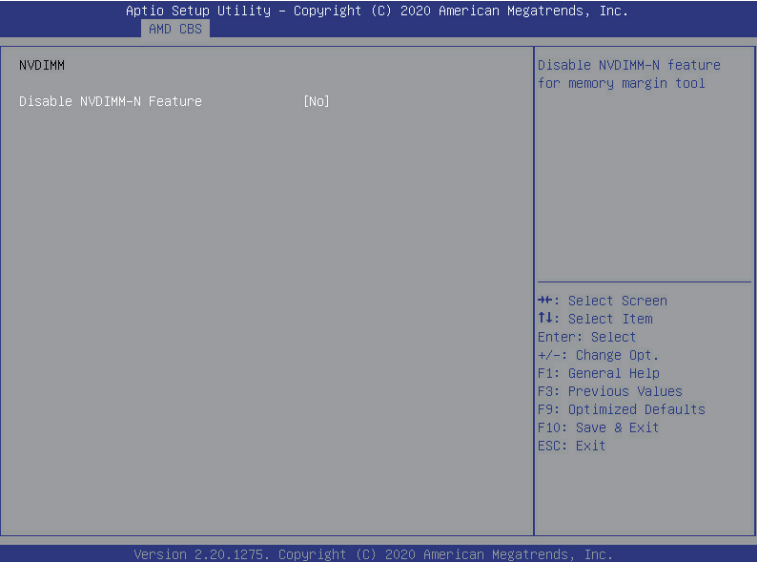 Aptio Setup Utility – Copyright (C) 2020 American Megatrends, Inc.
AMD CBS
NVDIMM
Disable NVDIMM-N Feature [No]
Disable NVDIMM-N feature
for memory margin tool
→←: Select Screen
↑↓: Select Item
Enter: Select
+/-: Change Opt.
F1: General Help
F3: Previous Values
F9: Optimized Defaults
F10: Save & Exit
ESC: Exit
Version 2.20.1275. Copyright (C) 2020 American Megatrends, Inc.